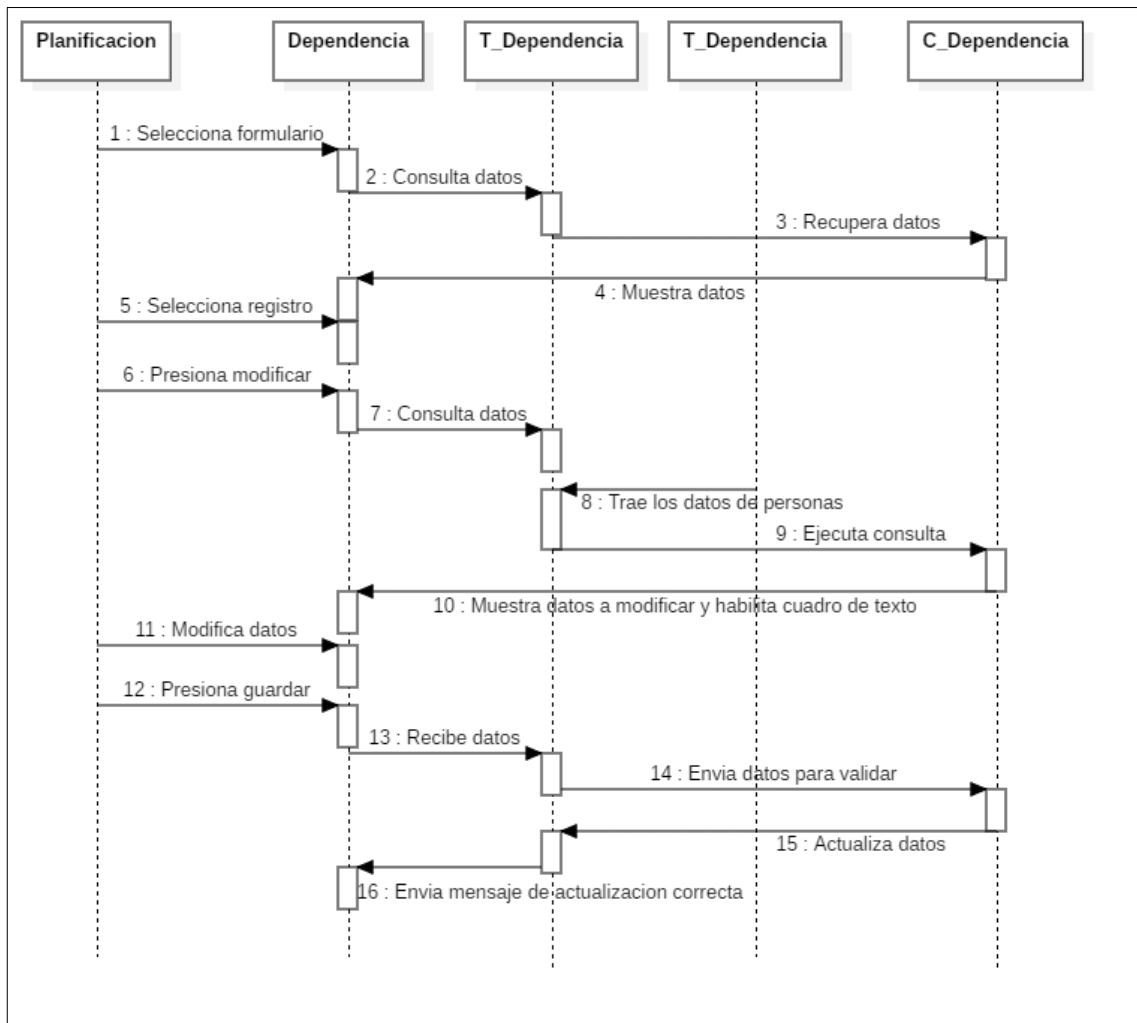 Planificacion
Dependencia
T_Dependencia
T_Dependencia
C_Dependencia
1 : Selecciona formulario
2 : Consulta datos
3 : Recupera datos
4 : Muestra datos
5 : Selecciona registro
6 : Presiona modificar
7 : Consulta datos
8 : Trae los datos de personas
9 : Ejecuta consulta
10 : Muestra datos a modificar y habilita cuadro de texto
11 : Modifica datos
12 : Presiona guardar
13 : Recibe datos
14 : Envia datos para validar
15 : Actualiza datos
16 : Envia mensaje de actualizacion correcta